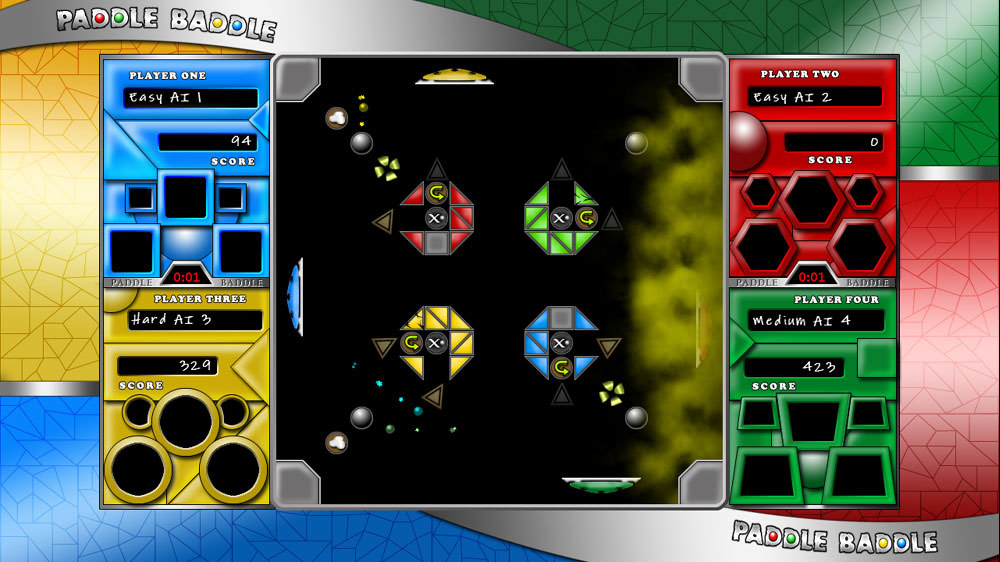 PADDLE BADDLE
PLAYER ONE
Easy AI 1
94
SCORE
PADDLE 0:01 BADDLE
PLAYER TWO
Easy AI 2
0
SCORE
PADDLE 0:01 BADDLE
PLAYER THREE
Hard AI 3
329
SCORE
PLAYER FOUR
Medium AI 4
423
SCORE
X•
X•
X•
X•
PADDLE BADDLE